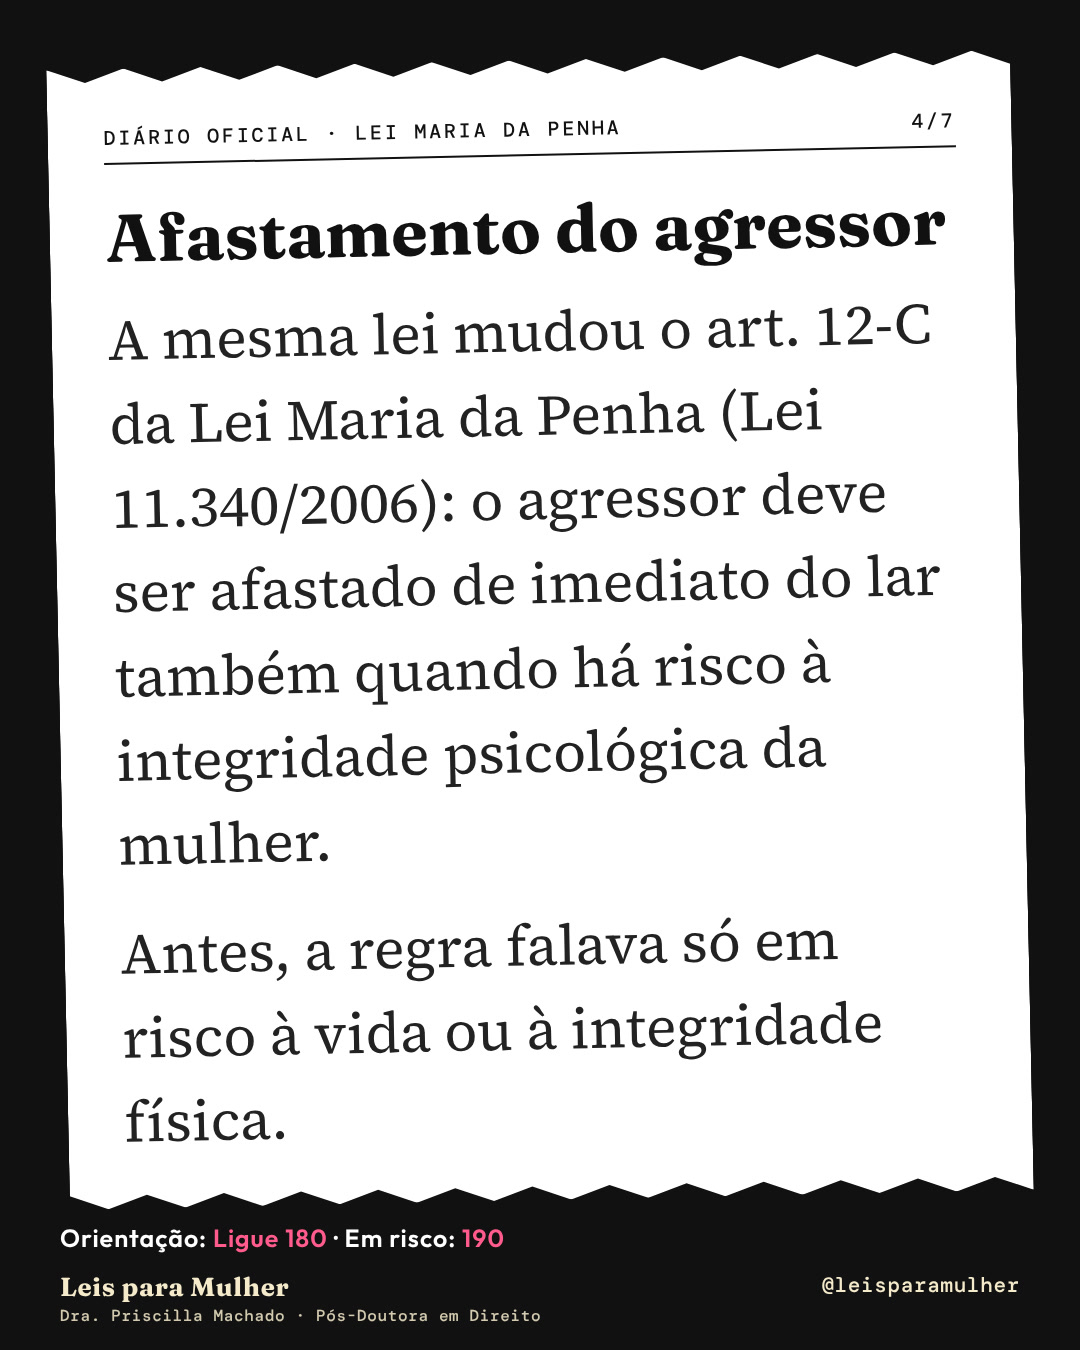 DIÁRIO OFICIAL · LEI MARIA DA PENHA 4/7
Afastamento do agressor
A mesma lei mudou o art. 12-C
da Lei Maria da Penha (Lei
11.340/2006): o agressor deve
ser afastado de imediato do lar
também quando há risco à
integridade psicológica da
mulher.
Antes, a regra falava só em
risco à vida ou à integridade
física.
Orientação: Ligue 180 · Em risco: 190
Leis para Mulher
@leisparamulher
Dra. Priscilla Machado · Pós-Doutora em Direito